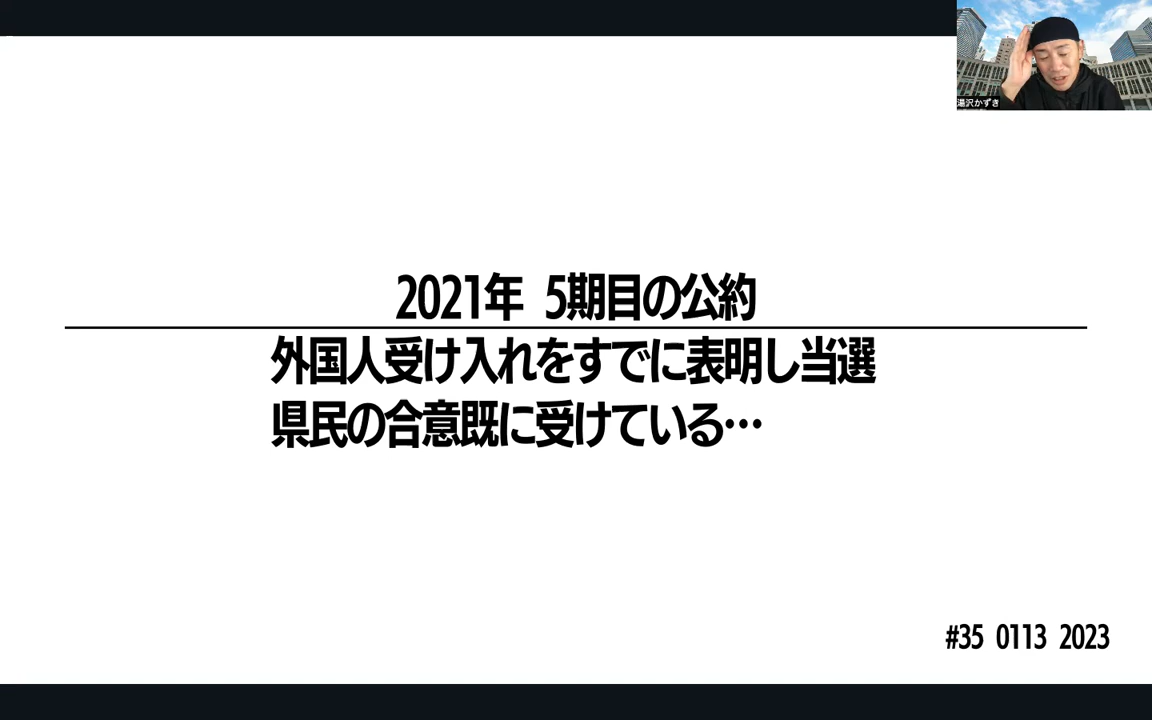 湯沢かずき
2021年 5期目の公約
外国人受け入れをすでに表明し当選
県民の合意既に受けている…
#35 0113 2023